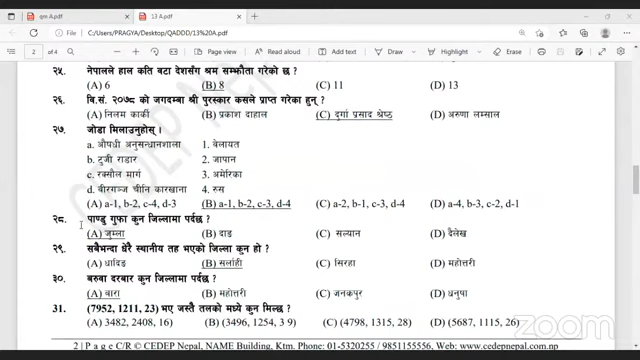 qm A.pdf
13 A.pdf
C:/Users/PRAGYA/Desktop/QADDD/13%20A.pdf
2 of 4
Page view
Read aloud
Add text
Draw
Highlight
Erase
२५. नेपालले हाल कति वटा देशसँग श्रम सम्झौता गरेको छ ?
(A) 6 (B) 8 (C) 11 (D) 13
२६. वि.सं. २०७८ को जगदम्बा श्री पुरस्कार कसले प्राप्त गरेका हुन् ?
(A) निलम कार्की (B) प्रकाश दाहाल (C) दुर्गा प्रसाद श्रेष्ठ (D) अरुणा लम्साल
२७. जोडा मिलाउनुहोस् ।
a. औषधी अनुसन्धानशाला 1. वेलायत
b. टुजी राडार 2. जापान
c. रक्सौल मार्ग 3. अमेरिका
d. वीरगञ्ज चीनि कारखाना 4. रुस
(A) a-1, b-2, c-4, d-3 (B) a-1, b-2, c-3, d-4 (C) a-2, b-1, c-3, d-4 (D) a-4, b-3, c-2, d-1
२८. पाण्डु गुफा कुन जिल्लामा पर्दछ ?
(A) जुम्ला (B) दाङ (C) सल्यान (D) दैलेख
२९. सबैभन्दा धेरै स्थानीय तह भएको जिल्ला कुन हो ?
(A) धादिङ (B) सर्लाही (C) सिरहा (D) महोत्तरी
३०. बरुवा दरबार कुन जिल्लामा पर्दछ ?
(A) वारा (B) महोत्तरी (C) जनकपुर (D) धनुषा
31. (7952, 1211, 23) भए जस्तै तलको मध्ये कुन मिल्छ ?
(A) 3482, 2408, 16) (B) (3496, 1254, 3 9) (C) (4798, 1315, 28) (D) (5687, 1115, 26)
2 | P a g e C/R © CEDEP Nepal, NAME Building, Ktm. Phone: 01-5320255 / 9851155556, www.cedepnepal.com.np
zoom